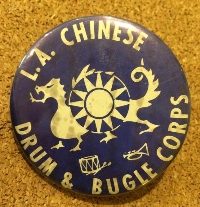 L.A. CHINESE
DRUM & BUGLE CORPS